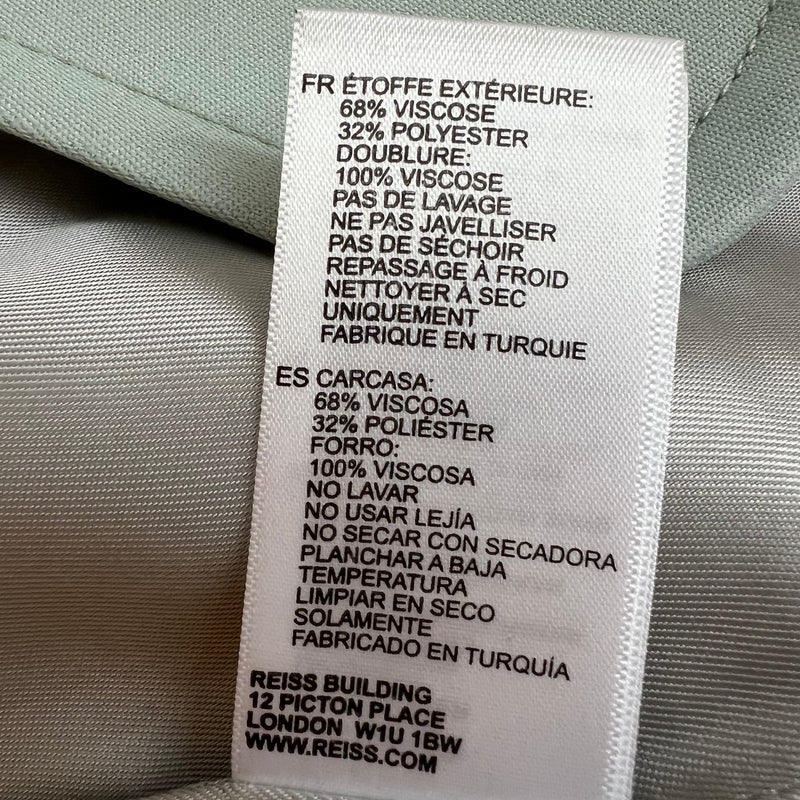 FR ÉTOFFE EXTÉRIEURE:
68% VISCOSE
32% POLYESTER
DOUBLURE:
100% VISCOSE
PAS DE LAVAGE
NE PAS JAVELLISER
PAS DE SÉCHOIR
REPASSAGE À FROID
NETTOYER À SEC
UNIQUEMENT
FABRIQUE EN TURQUIE
ES CARCASA:
68% VISCOSA
32% POLIÉSTER
FORRO:
100% VISCOSA
NO LAVAR
NO USAR LEJÍA
NO SECAR CON SECADORA
PLANCHAR A BAJA
TEMPERATURA
LIMPIAR EN SECO
SOLAMENTE
FABRICADO EN TURQUÍA
REISS BUILDING
12 PICTON PLACE
LONDON W1U 1BW
WWW.REISS.COM